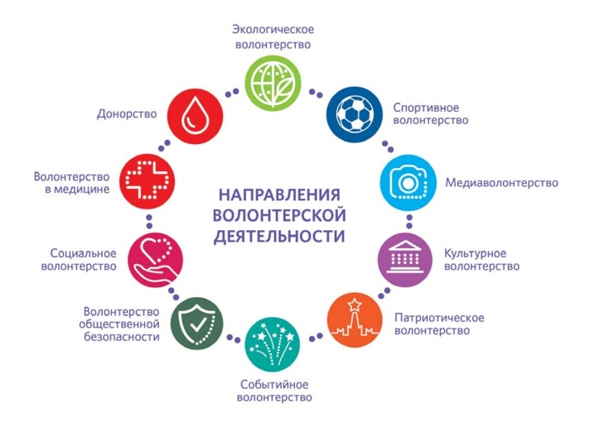 Экологическое
волонтерство
Спортивное
волонтерство
Медиаволонтерство
Культурное
волонтерство
Патриотическое
волонтерство
Событийное
волонтерство
Волонтерство
общественной
безопасности
Социальное
волонтерство
Волонтерство
в медицине
Донорство
НАПРАВЛЕНИЯ
ВОЛОНТЕРСКОЙ
ДЕЯТЕЛЬНОСТИ